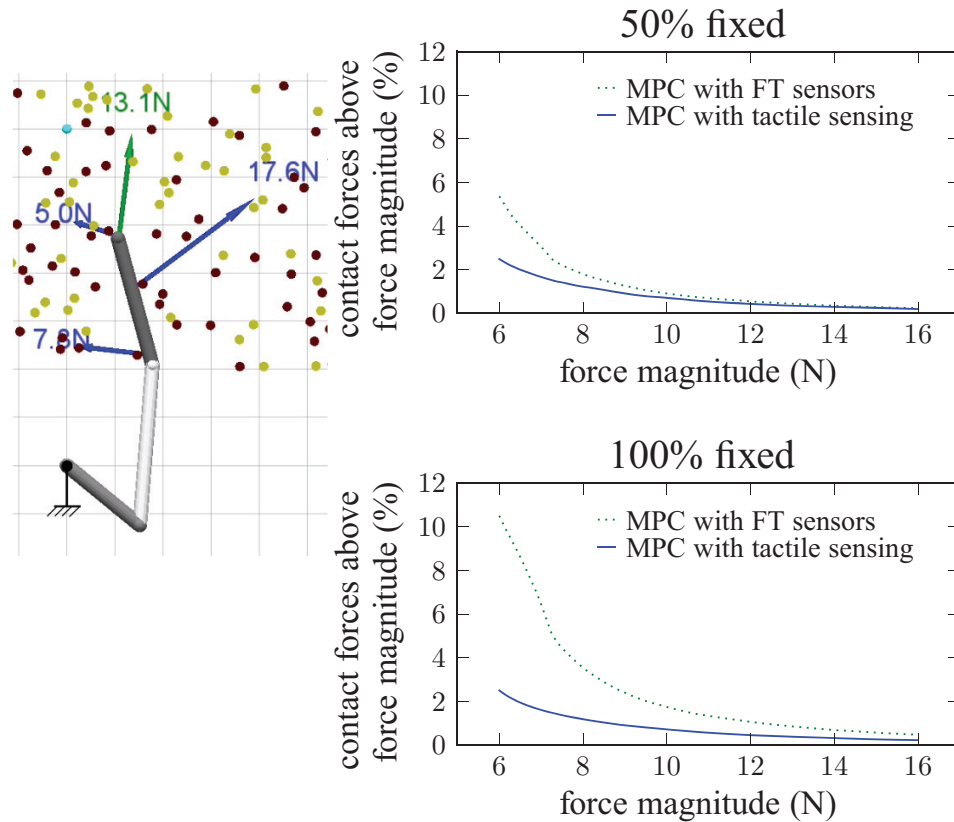 13.1N
17.6N
5.0N
7.8N
50% fixed
contact forces above
force magnitude (%)
12
10
8
6
4
2
0
MPC with FT sensors
MPC with tactile sensing
6 8 10 12 14 16
force magnitude (N)
100% fixed
contact forces above
force magnitude (%)
12
10
8
6
4
2
0
MPC with FT sensors
MPC with tactile sensing
6 8 10 12 14 16
force magnitude (N)